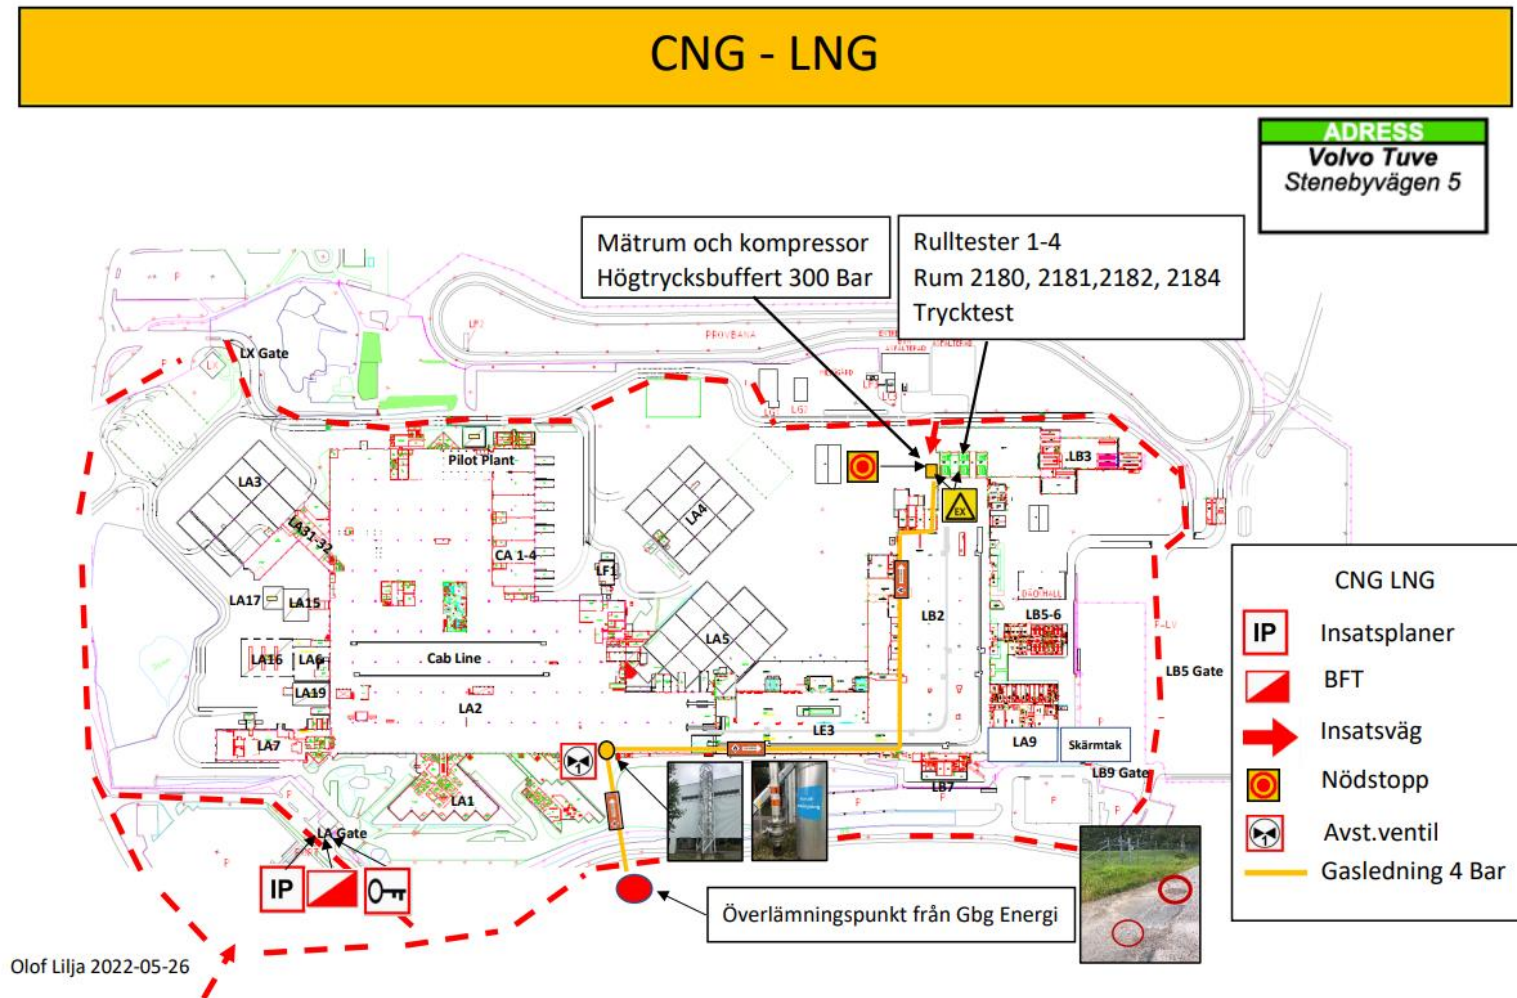 CNG - LNG
ADRESS
Volvo Tuve
Stenebyvägen 5
Mätrum och kompressor
Högtrycksbuffert 300 Bar
Rulltester 1-4
Rum 2180, 2181,2182, 2184
Trycktest
PROVBANA
LX Gate
LX
Pilot Plant
.LB3
LA3
LA4
LA31-32
CA 1-4
EX
LF1
LA17
LA15
LB2
LB5-6
LA5
LA16
LA6
Cab Line
LB5 Gate
LA19
LA2
LE3
LA7
LA9
Skärmtak
LB9 Gate
LB7
LA1
1
LA Gate
IP
CNG LNG
IP
Insatsplaner
BFT
Insatsväg
Nödstopp
1
Avst.ventil
Gasledning 4 Bar
Överlämningspunkt från Gbg Energi
Olof Lilja 2022-05-26